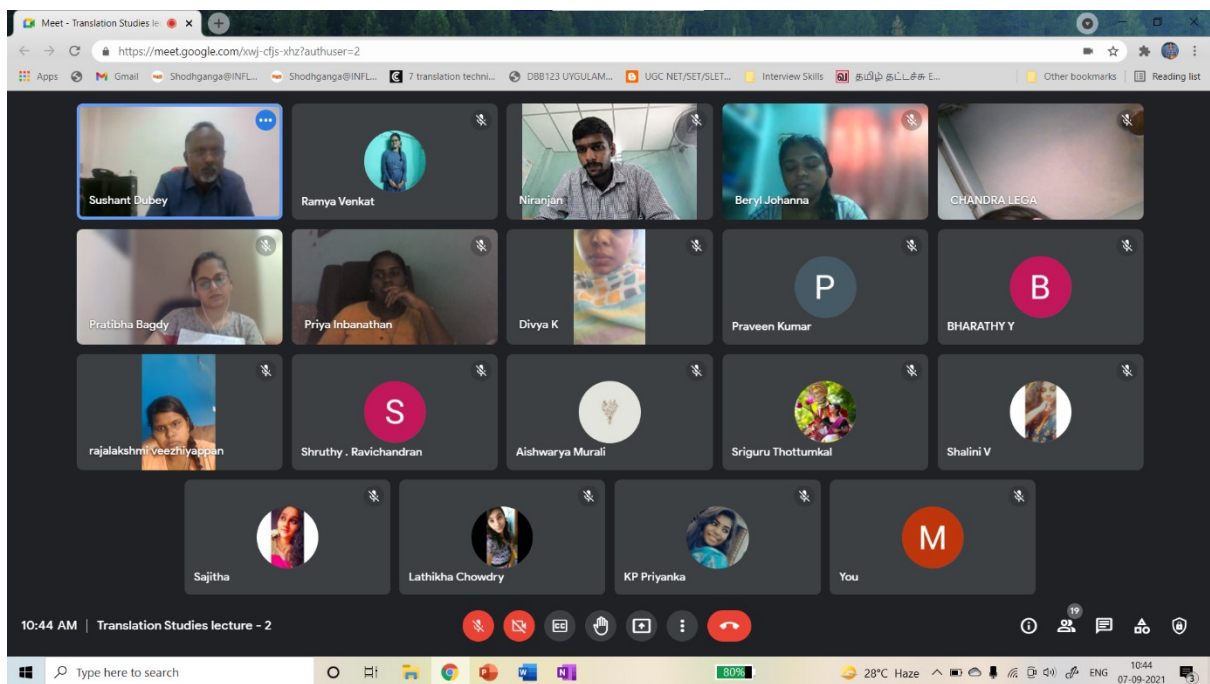 Meet - Translation Studies le
https://meet.google.com/xwj-cfjs-xhz?authuser=2
Apps Gmail Shodhganga@INFL... Shodhganga@INFL... 7 translation techni... DBB123 UYGULAM... UGC NET/SET/SLET... Interview Skills தமிழ் தட்டச்சு E... Other bookmarks Reading list
Sushant Dubey
Ramya Venkat
Niranjan
Beryl Johanna
CHANDRA LEGA
Pratibha Bagdy
Priya Inbanathan
Divya K
P
Praveen Kumar
B
BHARATHY Y
rajalakshmi veezhiyappan
S
Shruthy . Ravichandran
Aishwarya Murali
Sriguru Thottumkal
Shalini V
Sajitha
Lathikha Chowdry
KP Priyanka
M
You
10:44 AM | Translation Studies lecture - 2
19
Type here to search
80%
28°C Haze
ENG
10:44
07-09-2021
3